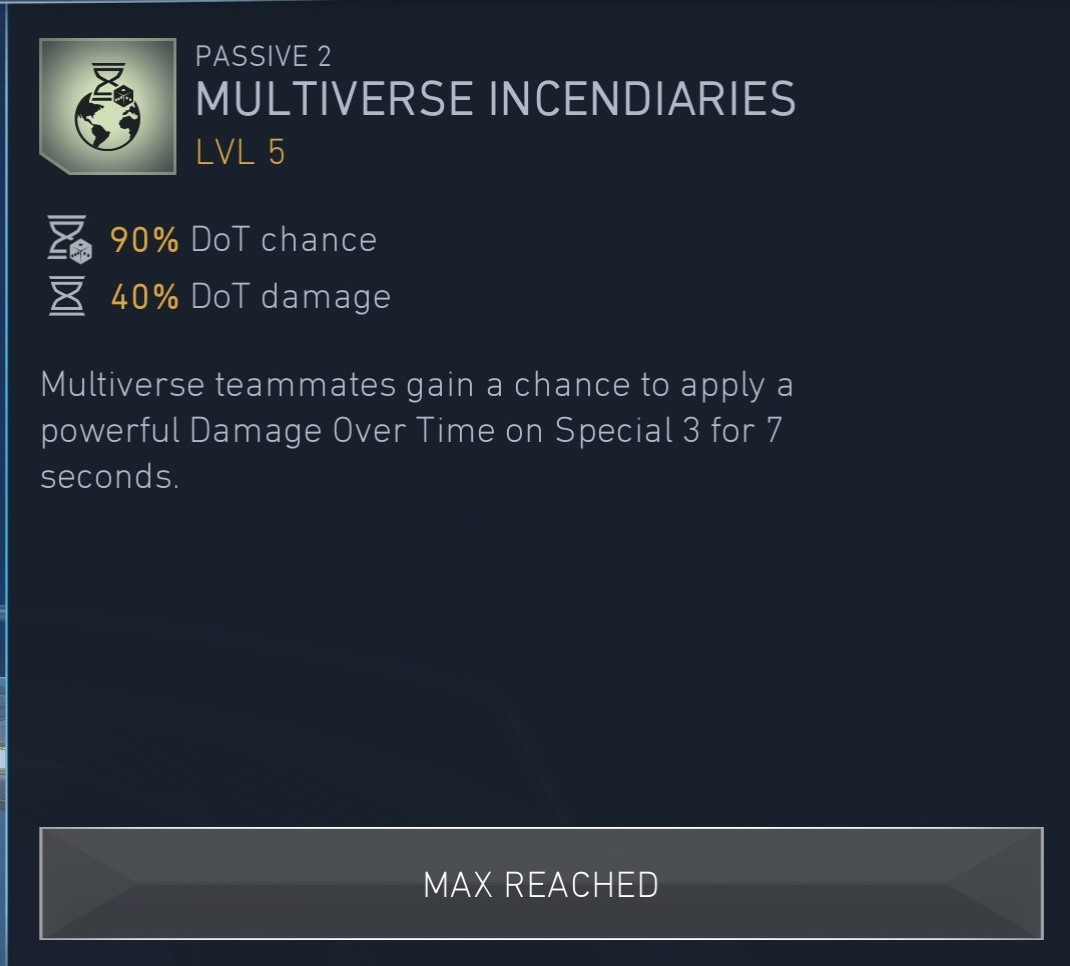 PASSIVE 2
MULTIVERSE INCENDIARIES
LVL 5
90% DoT chance
40% DoT damage
Multiverse teammates gain a chance to apply a
powerful Damage Over Time on Special 3 for 7
seconds.
MAX REACHED